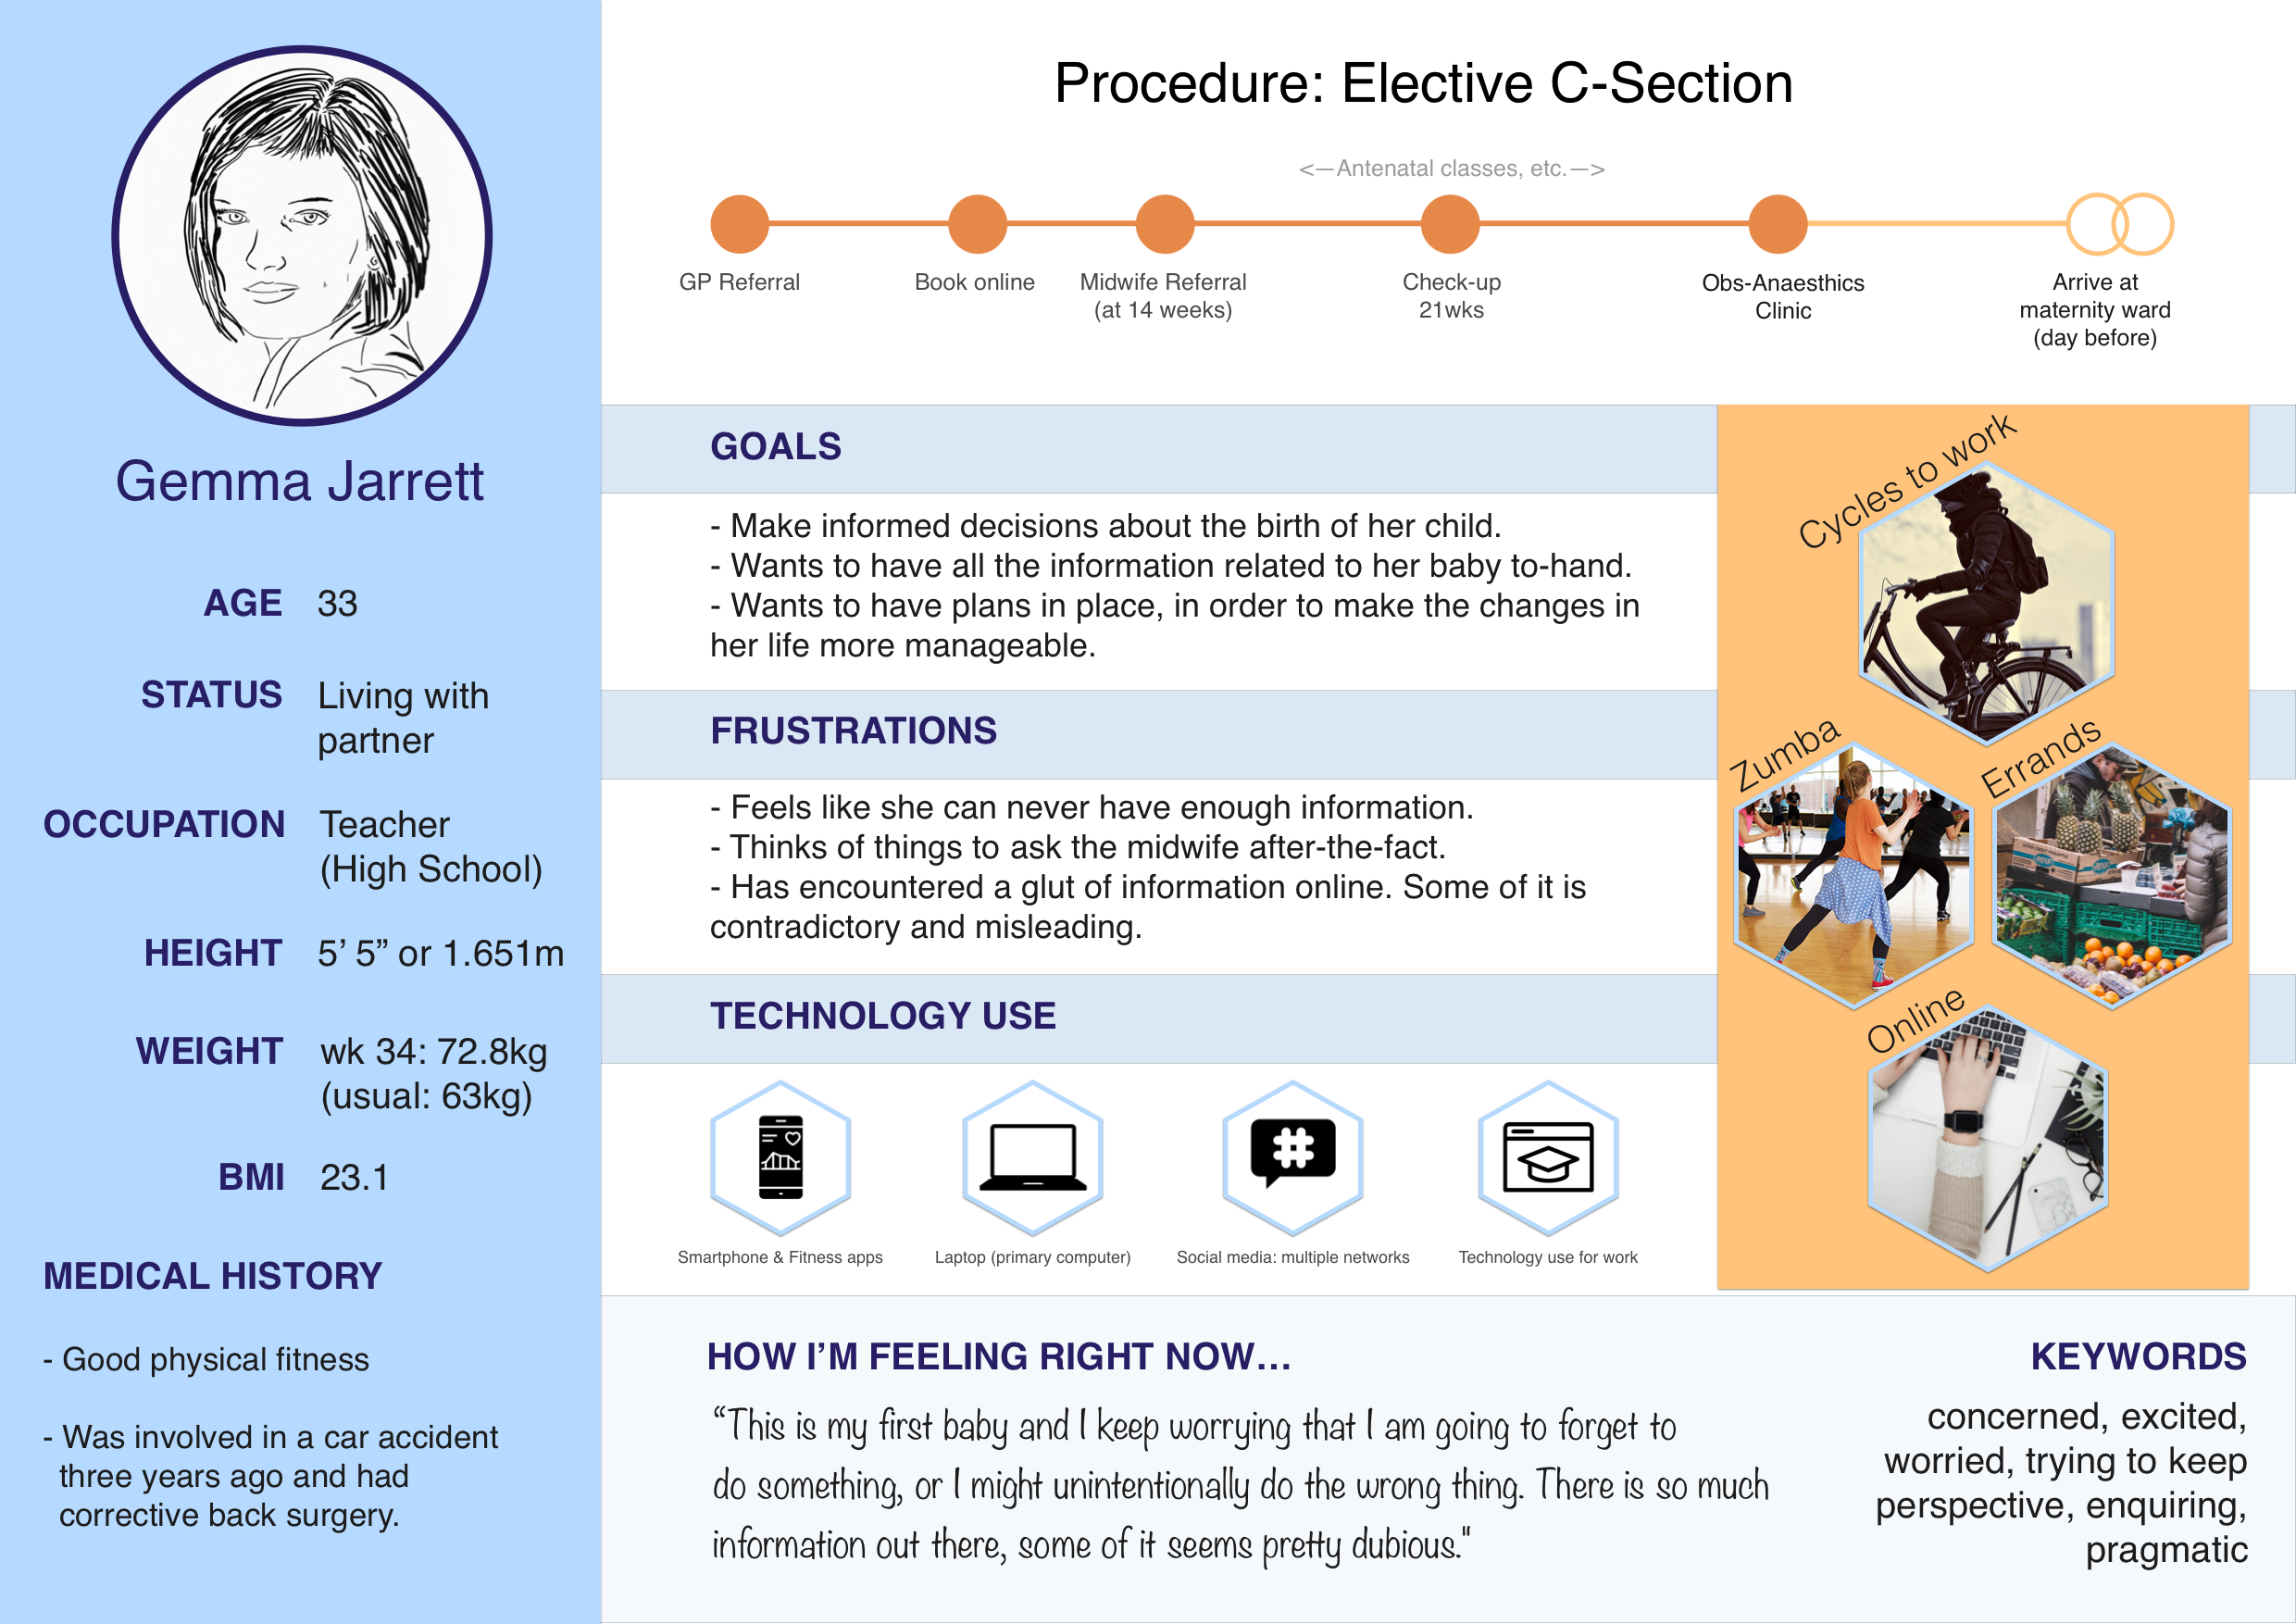 Gemma Jarrett
AGE 33
STATUS Living with
partner
OCCUPATION Teacher
(High School)
HEIGHT 5’ 5” or 1.651m
WEIGHT wk 34: 72.8kg
(usual: 63kg)
BMI 23.1
MEDICAL HISTORY
- Good physical fitness
- Was involved in a car accident
three years ago and had
corrective back surgery.
Procedure: Elective C-Section
<—Antenatal classes, etc.—>
GP Referral
Book online
Midwife Referral
(at 14 weeks)
Check-up
21wks
Obs-Anaesthics
Clinic
Arrive at
maternity ward
(day before)
GOALS
- Make informed decisions about the birth of her child.
- Wants to have all the information related to her baby to-hand.
- Wants to have plans in place, in order to make the changes in
her life more manageable.
FRUSTRATIONS
- Feels like she can never have enough information.
- Thinks of things to ask the midwife after-the-fact.
- Has encountered a glut of information online. Some of it is
contradictory and misleading.
TECHNOLOGY USE
#
Smartphone & Fitness apps
Laptop (primary computer)
Social media: multiple networks
Technology use for work
Cycles to work
Zumba
Errands
Online
HOW I’M FEELING RIGHT NOW…
“This is my first baby and I keep worrying that I am going to forget to
do something, or I might unintentionally do the wrong thing. There is so much
information out there, some of it seems pretty dubious."
KEYWORDS
concerned, excited,
worried, trying to keep
perspective, enquiring,
pragmatic